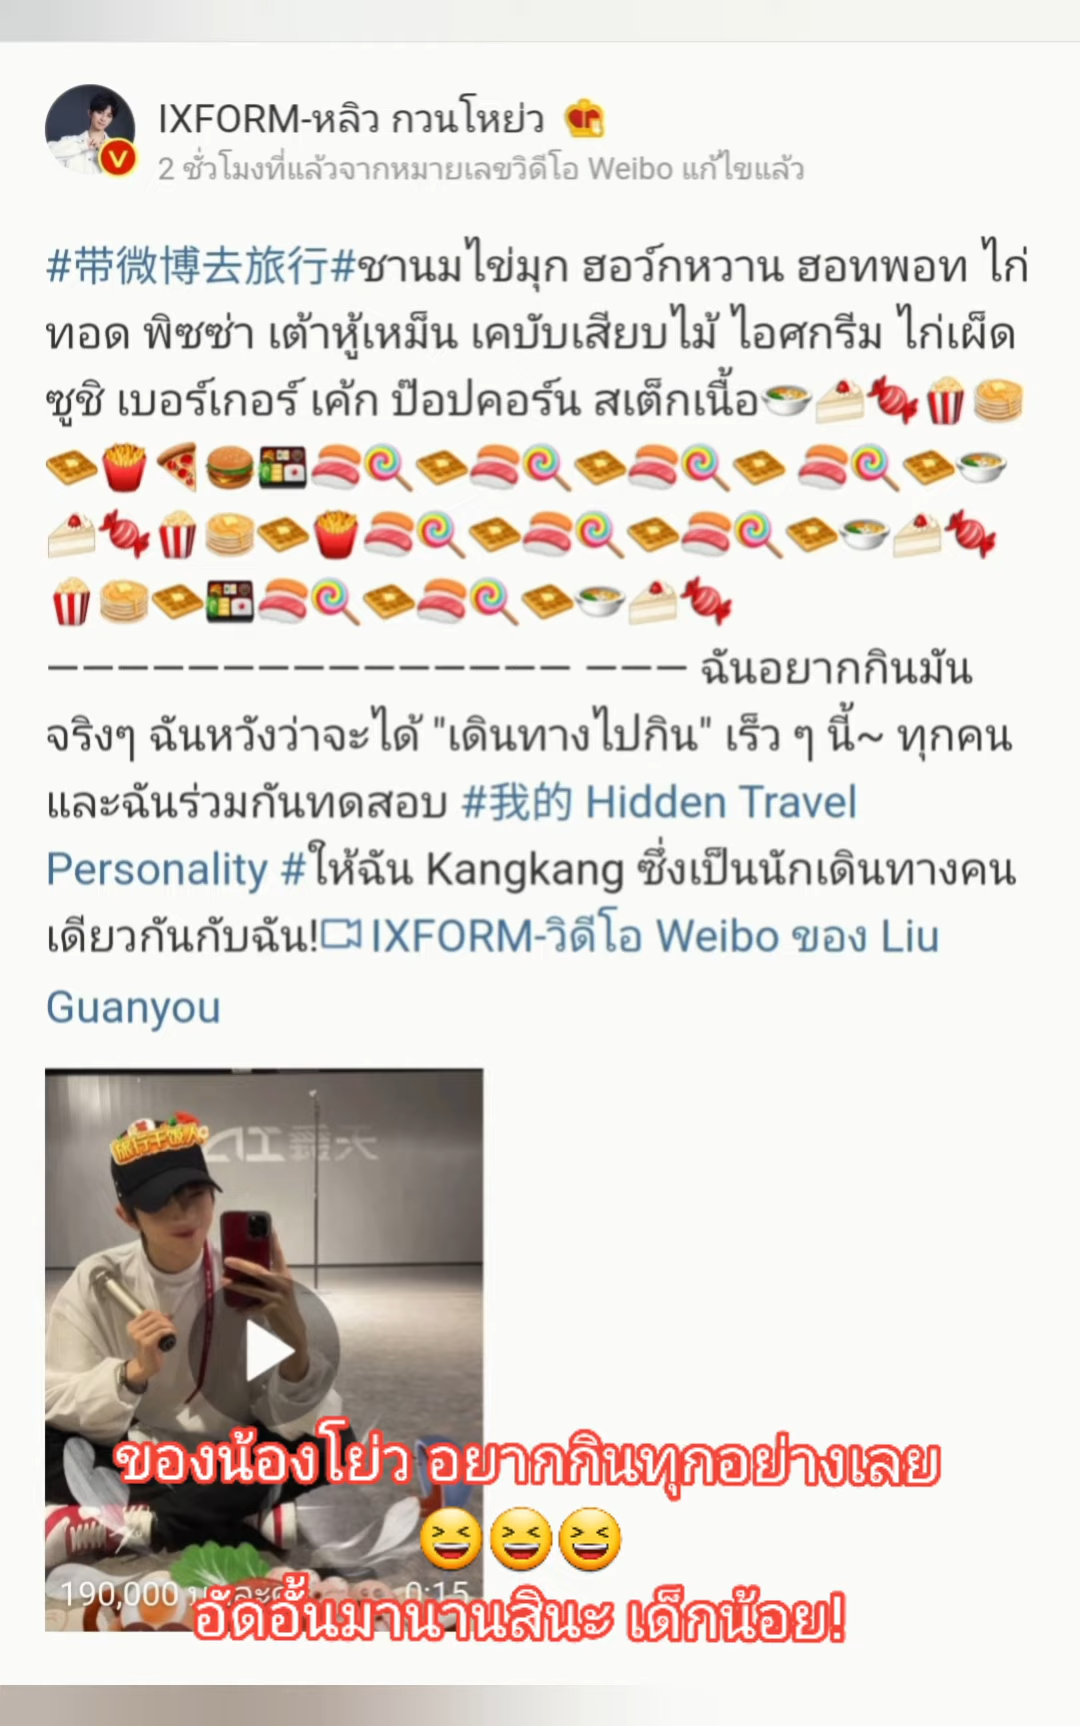 IXFORM-หลิว กวนโหย่ว
2 ชั่วโมงที่แล้วจากหมายเลขวิดีโอ Weibo แก้ไขแล้ว
#带微博去旅行#ชานมไข่มุก ฮอว์กหวาน ฮอทพอท ไก่
ทอด พิซซ่า เต้าหู้เหม็น เคบับเสียบไม้ ไอศกรีม ไก่เผ็ด
ซูชิ เบอร์เกอร์ เค้ก ป๊อปคอร์น สเต็กเนื้อ🍲🍰🍬🍿🥞
🧇🍟🍕🍔🍱🍣🍭🧇🍣🍭🧇🍣🍭🧇 🍣🍭🧇🍲
🍰🍬🍿🥞🧇🍟🍣🍭🧇🍣🍭🧇🍣🍭🧇🍲🍰🍬
🍿🥞🧇🍱🍣🍭🧇🍣🍭🧇🍲🍰🍬
——————————————— ——— ฉันอยากกินมัน
จริงๆ ฉันหวังว่าจะได้ "เดินทางไปกิน" เร็ว ๆ นี้~ ทุกคน
และฉันร่วมกันทดสอบ #我的 Hidden Travel
Personality #ให้ฉัน Kangkang ซึ่งเป็นนักเดินทางคน
เดียวกันกับฉัน!IXFORM-วิดีโอ Weibo ของ Liu
Guanyou
旅行干饭人
ของน้องโย่ว อยากกินทุกอย่างเลย
😆😆😆
190,000
0:15
อัดอั้นมานานสินะ เด็กน้อย!